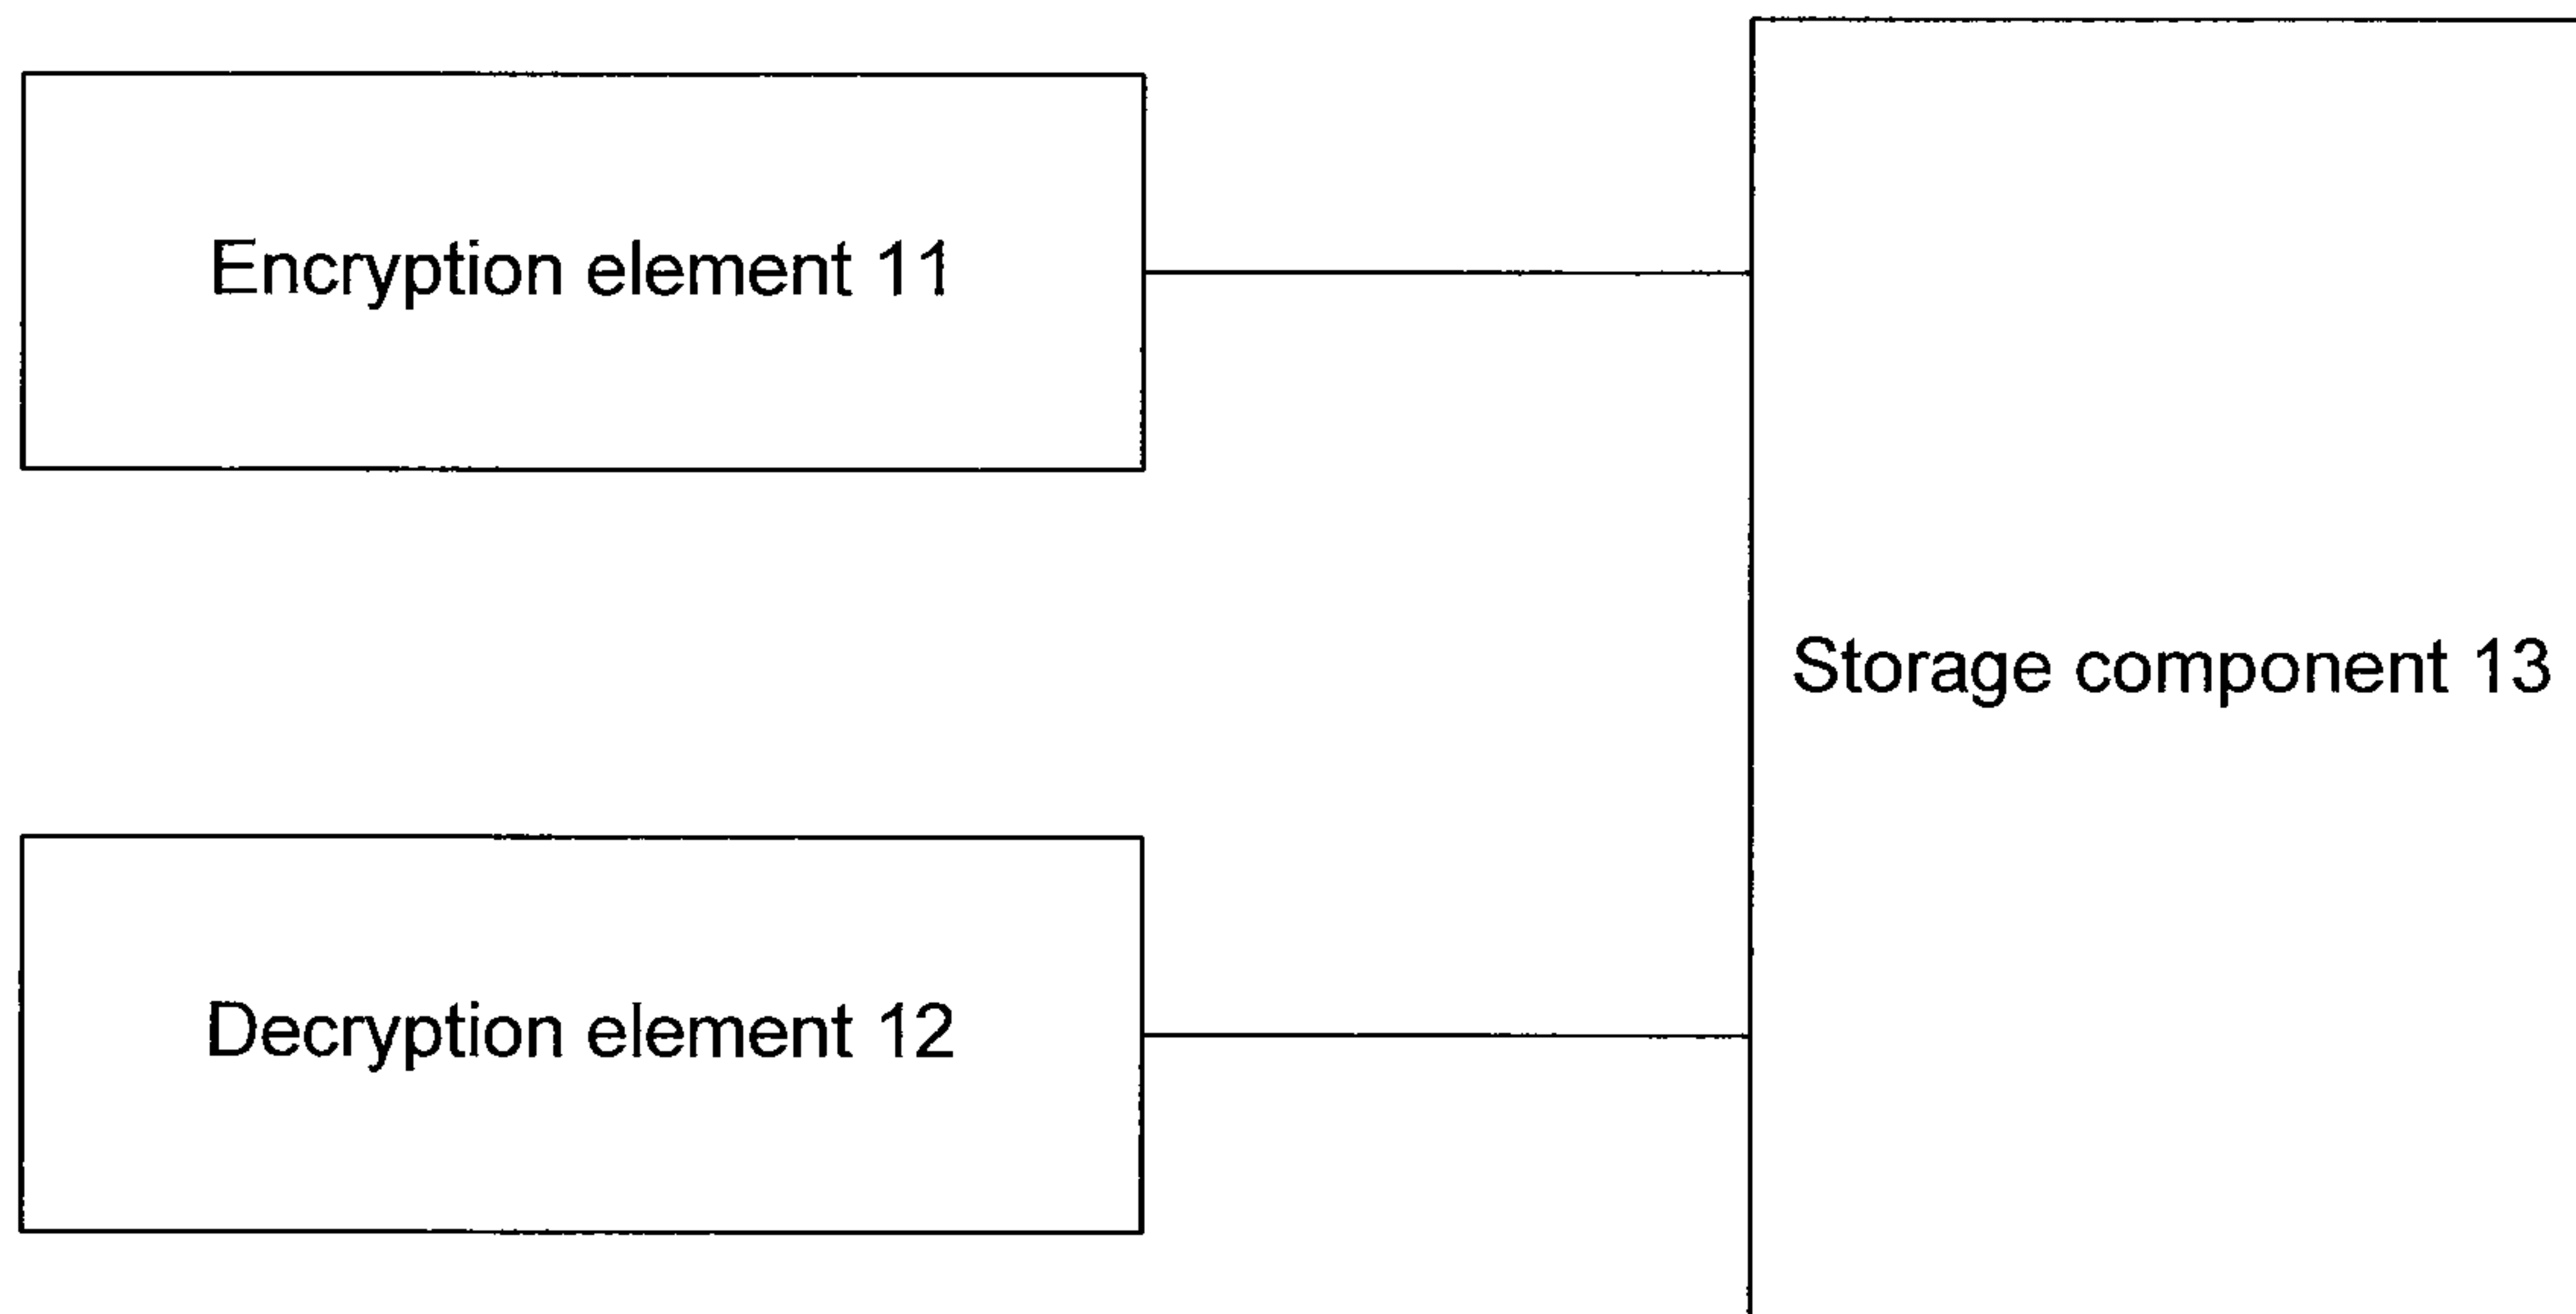 Encryption element 11
Storage component 13
Decryption element 12